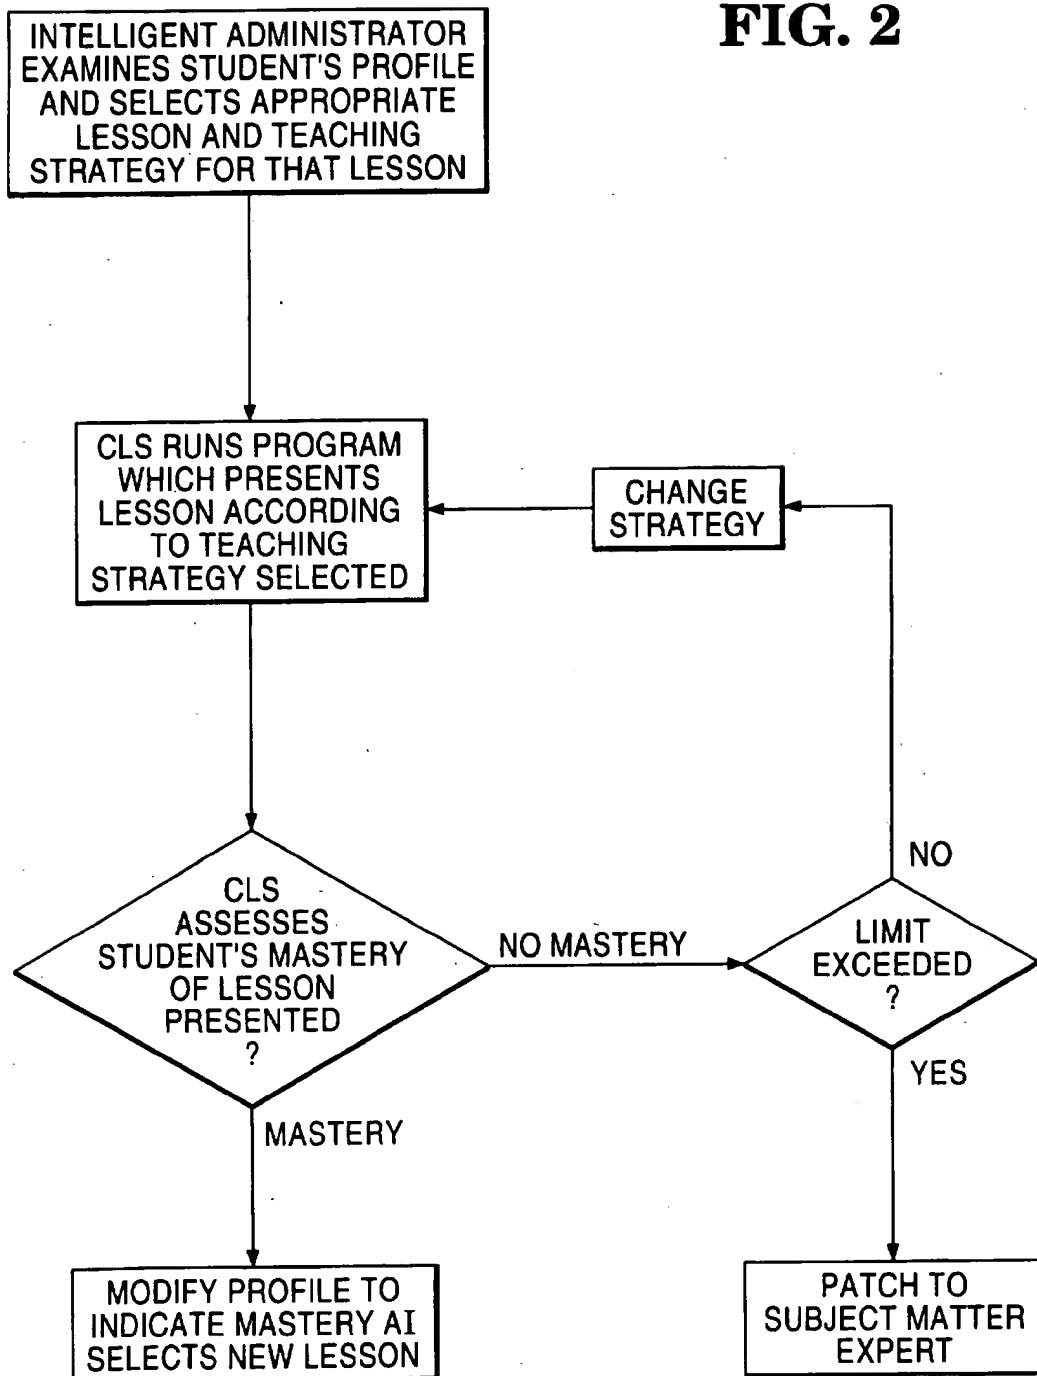 FIG. 2
INTELLIGENT ADMINISTRATOR
EXAMINES STUDENT'S PROFILE
AND SELECTS APPROPRIATE
LESSON AND TEACHING
STRATEGY FOR THAT LESSON
CLS RUNS PROGRAM
WHICH PRESENTS
LESSON ACCORDING
TO TEACHING
STRATEGY SELECTED
CHANGE
STRATEGY
CLS
ASSESSES
STUDENT'S MASTERY
OF LESSON
PRESENTED
?
NO MASTERY
LIMIT
EXCEEDED
?
NO
YES
MASTERY
MODIFY PROFILE TO
INDICATE MASTERY AI
SELECTS NEW LESSON
PATCH TO
SUBJECT MATTER
EXPERT